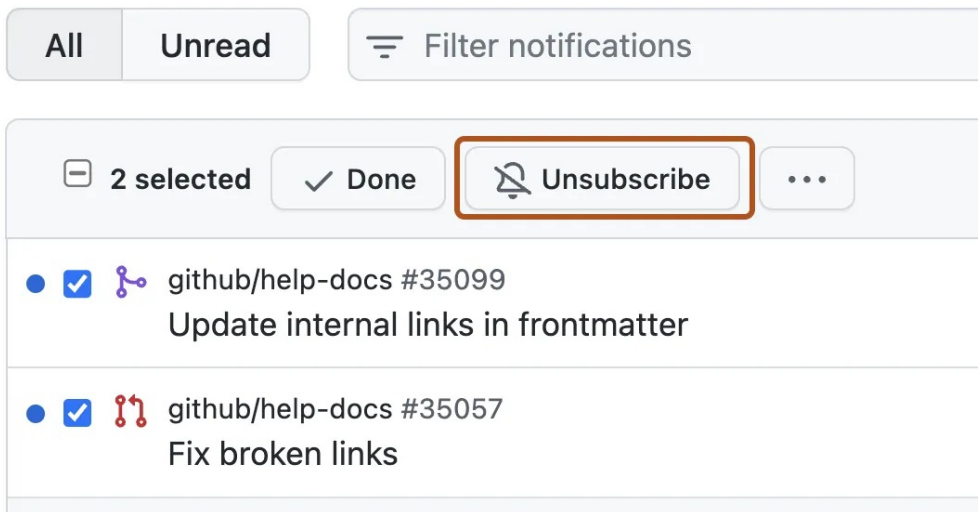 All Unread Filter notifications
2 selected Done Unsubscribe ...
github/help-docs #35099
Update internal links in frontmatter
github/help-docs #35057
Fix broken links